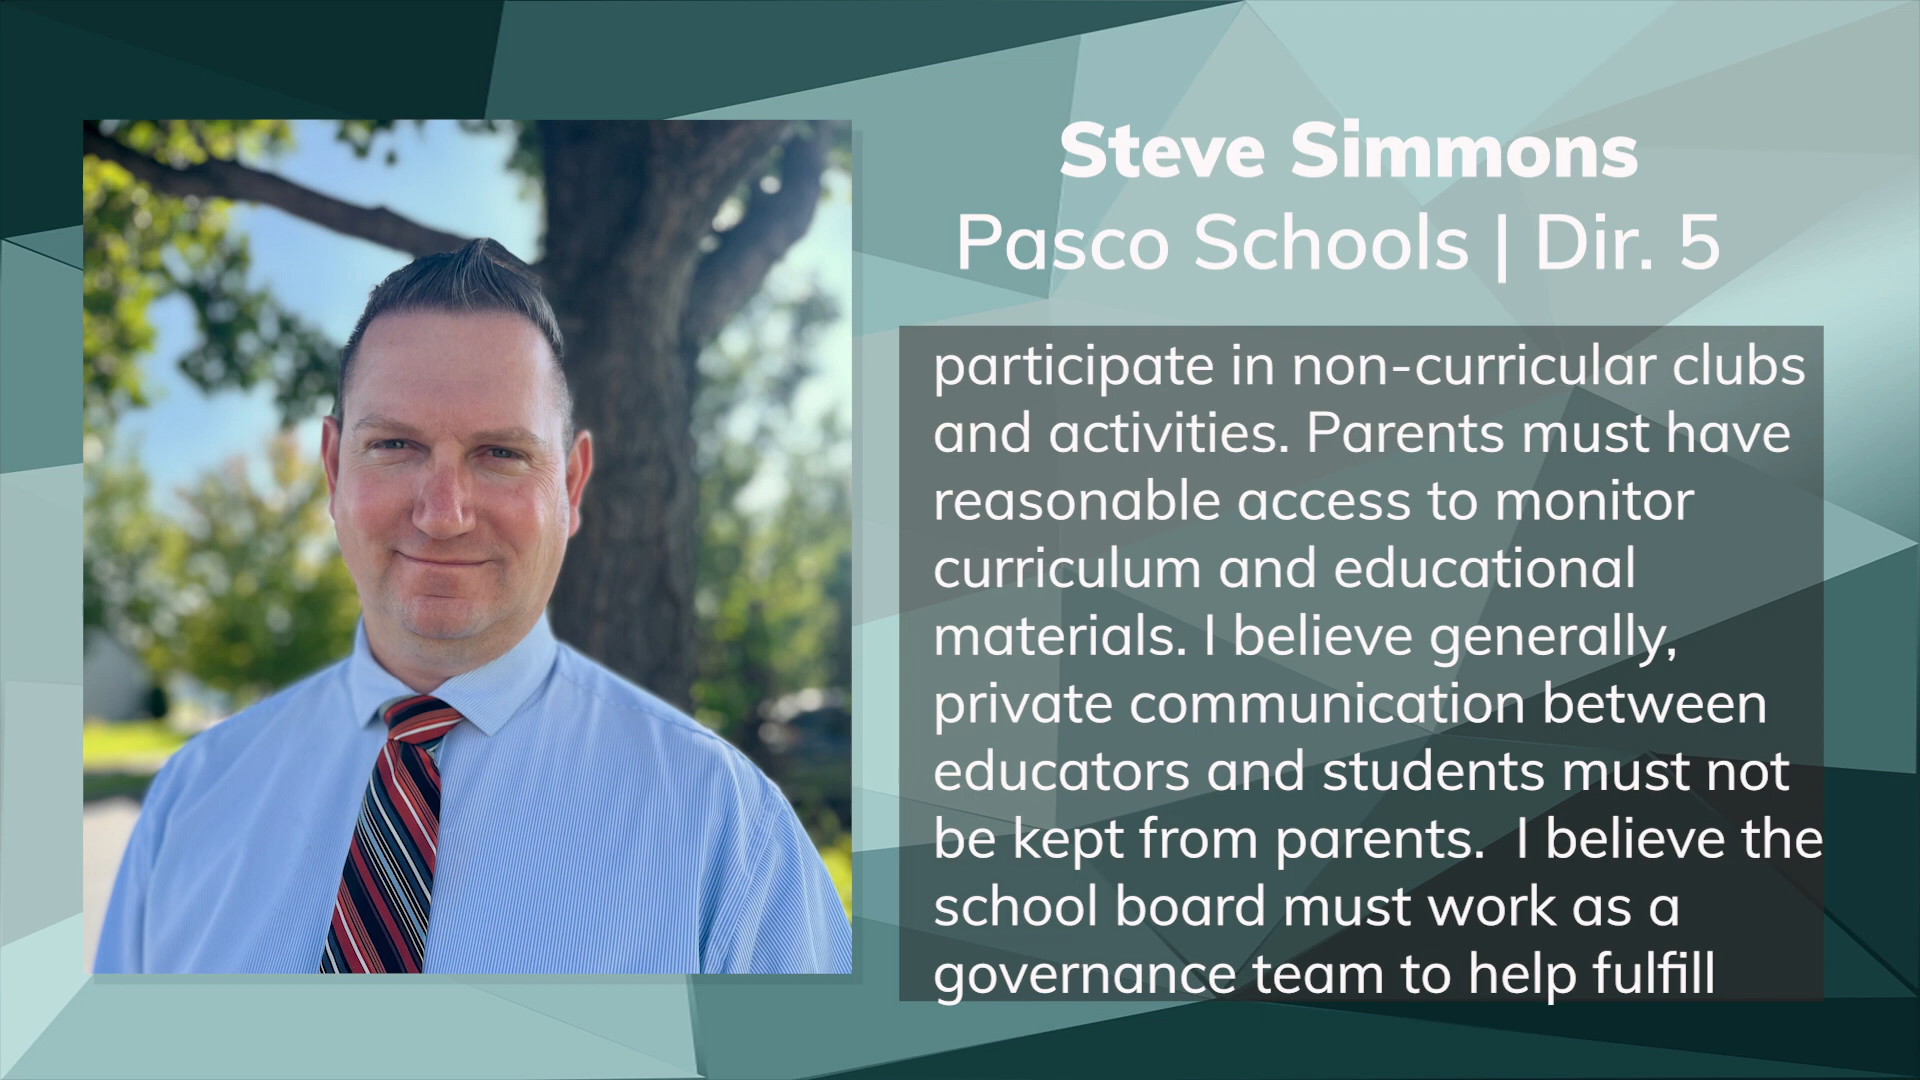 Steve Simmons
Pasco Schools | Dir. 5
participate in non-curricular clubs
and activities. Parents must have
reasonable access to monitor
curriculum and educational
materials. I believe generally,
private communication between
educators and students must not
be kept from parents.  I believe the
school board must work as a
governance team to help fulfill